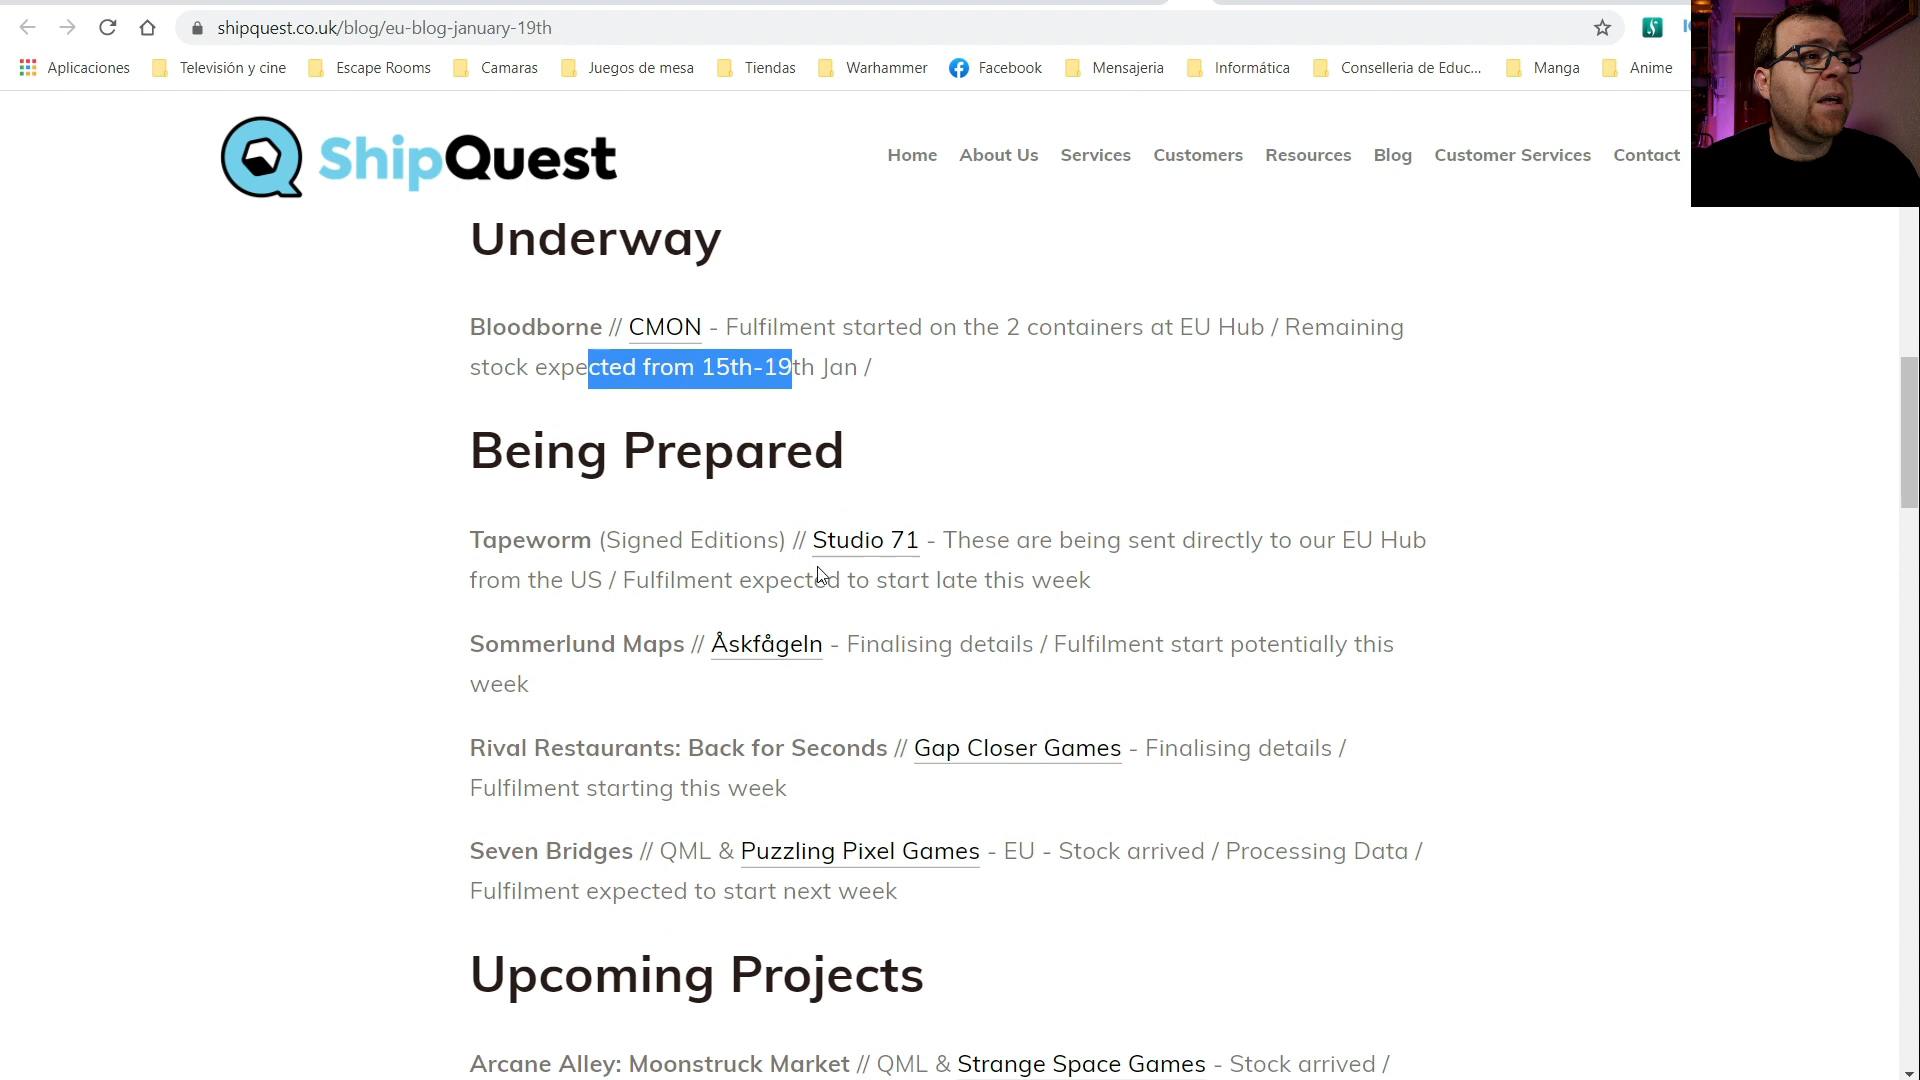 shipquest.co.uk/blog/eu-blog-january-19th
Aplicaciones Televisión y cine Escape Rooms Camaras Juegos de mesa Tiendas Warhammer Facebook Mensajeria Informática Conselleria de Educ... Manga Anime
ShipQuest
Home About Us Services Customers Resources Blog Customer Services Contact
Underway
Bloodborne // CMON - Fulfilment started on the 2 containers at EU Hub / Remaining
stock expected from 15th-19th Jan /
Being Prepared
Tapeworm (Signed Editions) // Studio 71 - These are being sent directly to our EU Hub
from the US / Fulfilment expected to start late this week
Sommerlund Maps // Åskfågeln - Finalising details / Fulfilment start potentially this
week
Rival Restaurants: Back for Seconds // Gap Closer Games - Finalising details /
Fulfilment starting this week
Seven Bridges // QML & Puzzling Pixel Games - EU - Stock arrived / Processing Data /
Fulfilment expected to start next week
Upcoming Projects
Arcane Alley: Moonstruck Market // QML & Strange Space Games - Stock arrived /